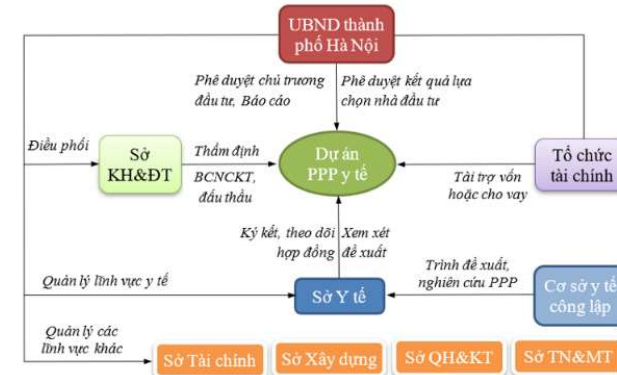 UBND thành
phố Hà Nội
Phê duyệt chủ trương
đầu tư, Báo cáo
Phê duyệt kết quả lựa
chọn nhà đầu tư
Điều phối
Sở
KH&ĐT
Thẩm định
BCNCKT,
đấu thầu
Dự án
PPP y tế
Tổ chức
tài chính
Tài trợ vốn
hoặc cho vay
Ký kết, theo dõi
hợp đồng
Xem xét
đề xuất
Quản lý lĩnh vực y tế
Sở Y tế
Trình đề xuất,
nghiên cứu PPP
Cơ sở y tế
công lập
Quản lý các
lĩnh vực khác
Sở Tài chính
Sở Xây dựng
Sở QH&KT
Sở TN&MT